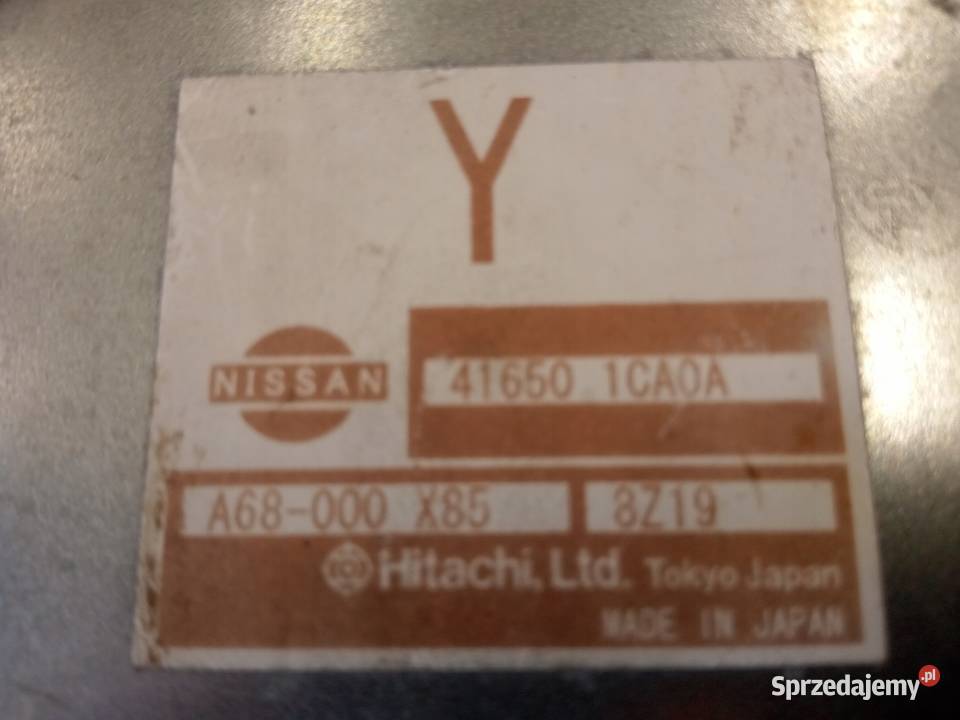 Y
NISSAN
41650 1CA0A
A68-000 X85 8Z19
Hitachi, Ltd. Tokyo Japan
MADE IN JAPAN
Sprzedajemy.pl